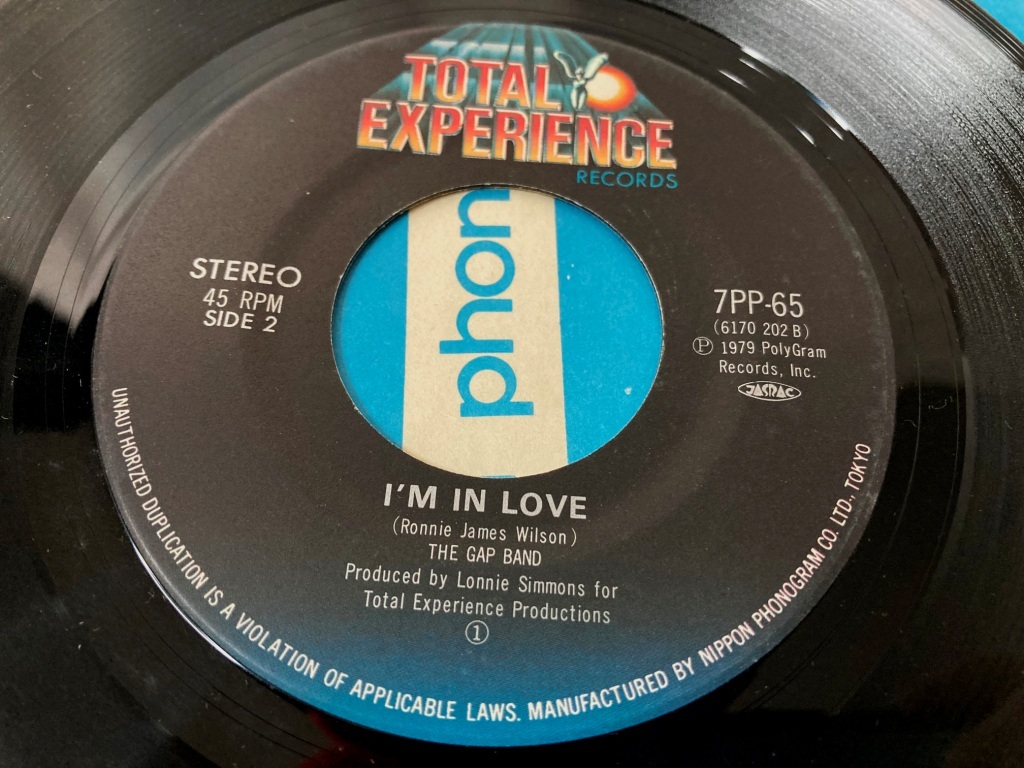 TOTAL
EXPERIENCE
RECORDS
STEREO
45 RPM
SIDE 2
phon
7PP-65
(6170 202 B)
Ⓟ 1979 PolyGram
Records, Inc.
JASRAC
I'M IN LOVE
(Ronnie James Wilson)
THE GAP BAND
Produced by Lonnie Simmons for
Total Experience Productions
①
UNAUTHORIZED DUPLICATION IS A VIOLATION OF APPLICABLE LAWS. MANUFACTURED BY NIPPON PHONOGRAM CO. LTD., TOKYO